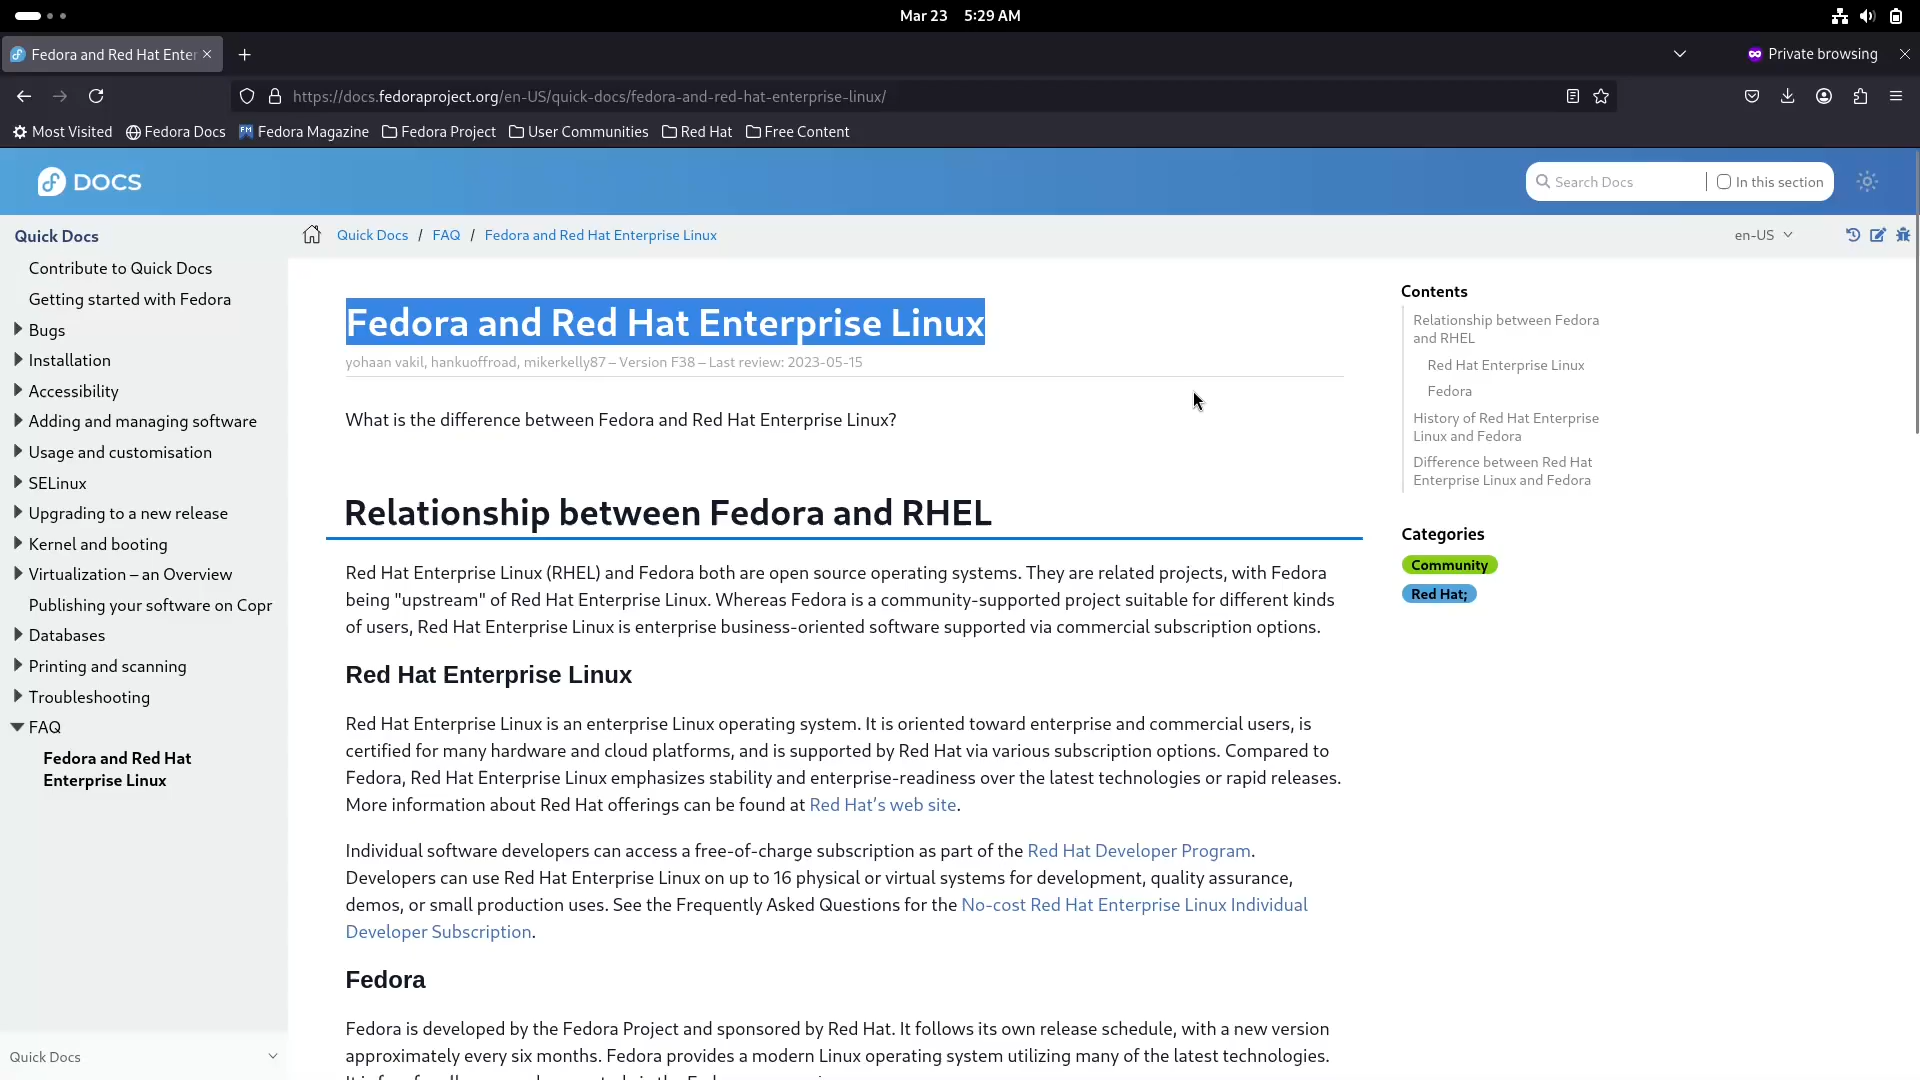 Mar 23 5:29 AM
Fedora and Red Hat Enter
Private browsing
https://docs.fedoraproject.org/en-US/quick-docs/fedora-and-red-hat-enterprise-linux/
Most Visited
Fedora Docs
Fedora Magazine
Fedora Project
User Communities
Red Hat
Free Content
DOCS
Search Docs
In this section
Quick Docs
Contribute to Quick Docs
Getting started with Fedora
Bugs
Installation
Accessibility
Adding and managing software
Usage and customisation
SELinux
Upgrading to a new release
Kernel and booting
Virtualization – an Overview
Publishing your software on Copr
Databases
Printing and scanning
Troubleshooting
FAQ
Fedora and Red Hat
Enterprise Linux
Quick Docs
Quick Docs / FAQ / Fedora and Red Hat Enterprise Linux
en-US
Fedora and Red Hat Enterprise Linux
yohaan vakil, hankuoffroad, mikerkelly87 – Version F38 – Last review: 2023-05-15
What is the difference between Fedora and Red Hat Enterprise Linux?
Relationship between Fedora and RHEL
Red Hat Enterprise Linux (RHEL) and Fedora both are open source operating systems. They are related projects, with Fedora
being "upstream" of Red Hat Enterprise Linux. Whereas Fedora is a community-supported project suitable for different kinds
of users, Red Hat Enterprise Linux is enterprise business-oriented software supported via commercial subscription options.
Red Hat Enterprise Linux
Red Hat Enterprise Linux is an enterprise Linux operating system. It is oriented toward enterprise and commercial users, is
certified for many hardware and cloud platforms, and is supported by Red Hat via various subscription options. Compared to
Fedora, Red Hat Enterprise Linux emphasizes stability and enterprise-readiness over the latest technologies or rapid releases.
More information about Red Hat offerings can be found at Red Hat’s web site.
Individual software developers can access a free-of-charge subscription as part of the Red Hat Developer Program.
Developers can use Red Hat Enterprise Linux on up to 16 physical or virtual systems for development, quality assurance,
demos, or small production uses. See the Frequently Asked Questions for the No-cost Red Hat Enterprise Linux Individual
Developer Subscription.
Fedora
Fedora is developed by the Fedora Project and sponsored by Red Hat. It follows its own release schedule, with a new version
approximately every six months. Fedora provides a modern Linux operating system utilizing many of the latest technologies.
Contents
Relationship between Fedora
and RHEL
Red Hat Enterprise Linux
Fedora
History of Red Hat Enterprise
Linux and Fedora
Difference between Red Hat
Enterprise Linux and Fedora
Categories
Community
Red Hat;